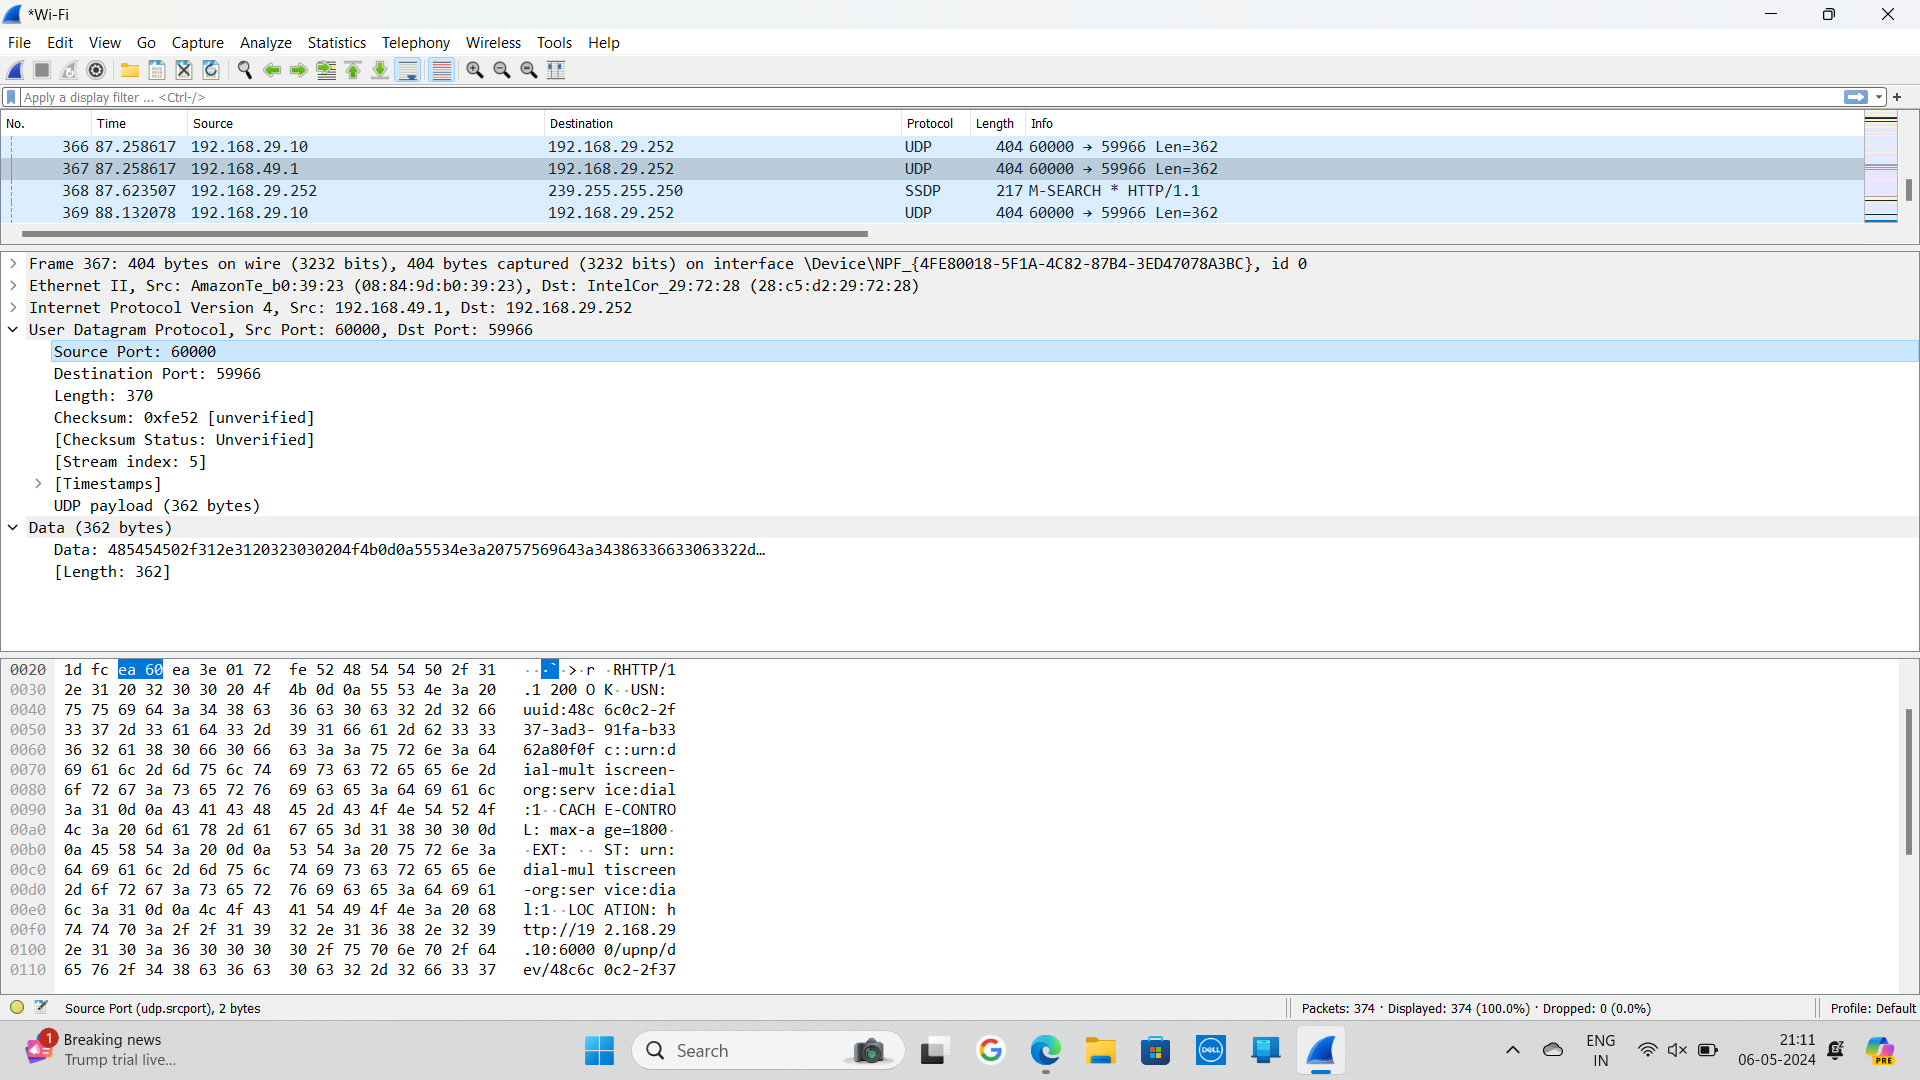 *Wi-Fi
File Edit View Go Capture Analyze Statistics Telephony Wireless Tools Help
Apply a display filter ... <Ctrl-/>
No. Time Source Destination Protocol Length Info
366 87.258617 192.168.29.10 192.168.29.252 UDP 404 60000 → 59966 Len=362
367 87.258617 192.168.49.1 192.168.29.252 UDP 404 60000 → 59966 Len=362
368 87.623507 192.168.29.252 239.255.255.250 SSDP 217 M-SEARCH * HTTP/1.1
369 88.132078 192.168.29.10 192.168.29.252 UDP 404 60000 → 59966 Len=362
Frame 367: 404 bytes on wire (3232 bits), 404 bytes captured (3232 bits) on interface \Device\NPF_{4FE80018-5F1A-4C82-87B4-3ED47078A3BC}, id 0
Ethernet II, Src: AmazonTe_b0:39:23 (08:84:9d:b0:39:23), Dst: IntelCor_29:72:28 (28:c5:d2:29:72:28)
Internet Protocol Version 4, Src: 192.168.49.1, Dst: 192.168.29.252
User Datagram Protocol, Src Port: 60000, Dst Port: 59966
Source Port: 60000
Destination Port: 59966
Length: 370
Checksum: 0xfe52 [unverified]
[Checksum Status: Unverified]
[Stream index: 5]
[Timestamps]
UDP payload (362 bytes)
Data (362 bytes)
Data: 485454502f312e3120323030204f4b0d0a55534e3a20757569643a34386336633063322d…
[Length: 362]
0020 1d fc ea 60 ea 3e 01 72 fe 52 48 54 54 50 2f 31 ···`·>·r ·RHTTP/1
0030 2e 31 20 32 30 30 20 4f 4b 0d 0a 55 53 4e 3a 20 .1 200 O K··USN:
0040 75 75 69 64 3a 34 38 63 36 63 30 63 32 2d 32 66 uuid:48c 6c0c2-2f
0050 33 37 2d 33 61 64 33 2d 39 31 66 61 2d 62 33 33 37-3ad3- 91fa-b33
0060 36 32 61 38 30 66 30 66 63 3a 3a 75 72 6e 3a 64 62a80f0f c::urn:d
0070 69 61 6c 2d 6d 75 6c 74 69 73 63 72 65 65 6e 2d ial-mult iscreen-
0080 6f 72 67 3a 73 65 72 76 69 63 65 3a 64 69 61 6c org:serv ice:dial
0090 3a 31 0d 0a 43 41 43 48 45 2d 43 4f 4e 54 52 4f :1··CACH E-CONTRO
00a0 4c 3a 20 6d 61 78 2d 61 67 65 3d 31 38 30 30 0d L: max-a ge=1800·
00b0 0a 45 58 54 3a 20 0d 0a 53 54 3a 20 75 72 6e 3a ·EXT: ·· ST: urn:
00c0 64 69 61 6c 2d 6d 75 6c 74 69 73 63 72 65 65 6e dial-mul tiscreen
00d0 2d 6f 72 67 3a 73 65 72 76 69 63 65 3a 64 69 61 -org:ser vice:dia
00e0 6c 3a 31 0d 0a 4c 4f 43 41 54 49 4f 4e 3a 20 68 l:1··LOC ATION: h
00f0 74 74 70 3a 2f 2f 31 39 32 2e 31 36 38 2e 32 39 ttp://19 2.168.29
0100 2e 31 30 3a 36 30 30 30 30 2f 75 70 6e 70 2f 64 .10:6000 0/upnp/d
0110 65 76 2f 34 38 63 36 63 30 63 32 2d 32 66 33 37 ev/48c6c 0c2-2f37
Source Port (udp.srcport), 2 bytes Packets: 374 · Displayed: 374 (100.0%) · Dropped: 0 (0.0%) Profile: Default
1 Breaking news
Trump trial live...
Search
DELL
ENG
IN
21:11
06-05-2024
PRE